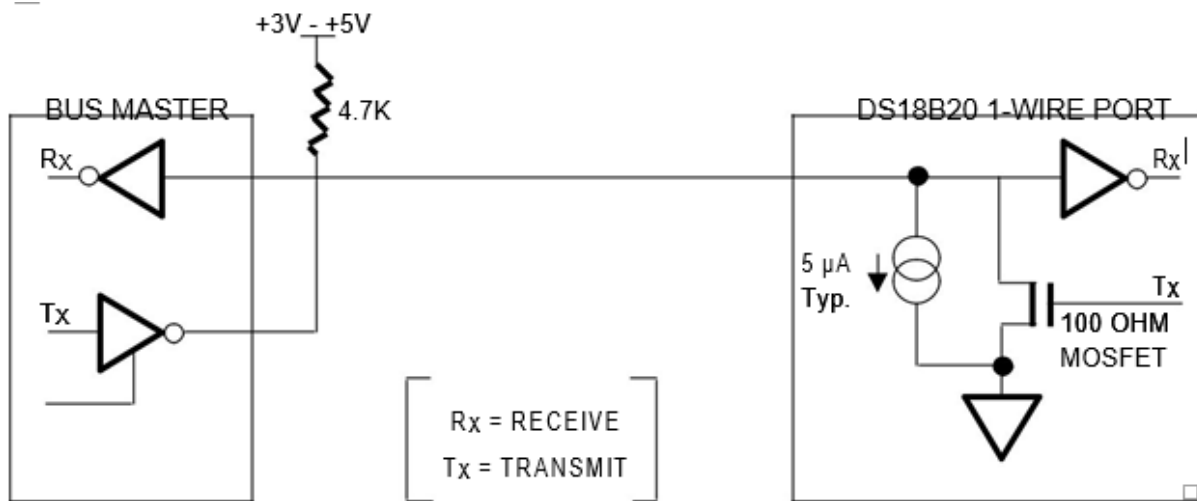 +3V - +5V
BUS MASTER
4.7K
DS18B20 1-WIRE PORT
Rx
Rx
5 µA
Typ.
Tx
Tx
100 OHM
MOSFET
Rx = RECEIVE
Tx = TRANSMIT